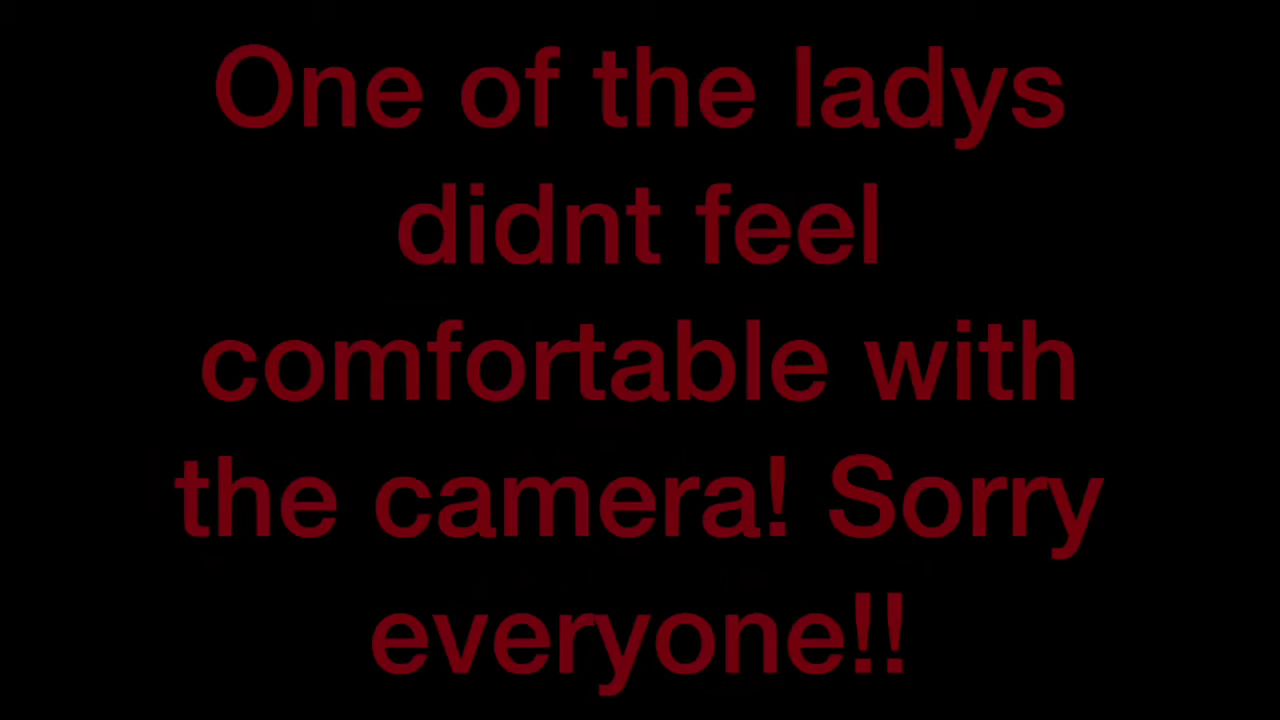 One of the ladys
didnt feel
comfortable with
the camera! Sorry
everyone!!